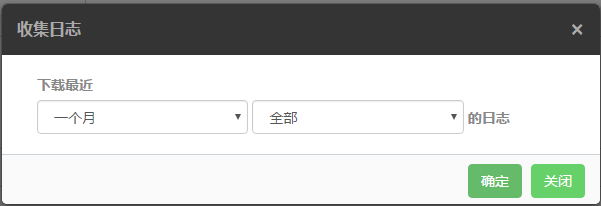 收集日志 ×
下载最近
一个月 全部 的日志
确定 关闭